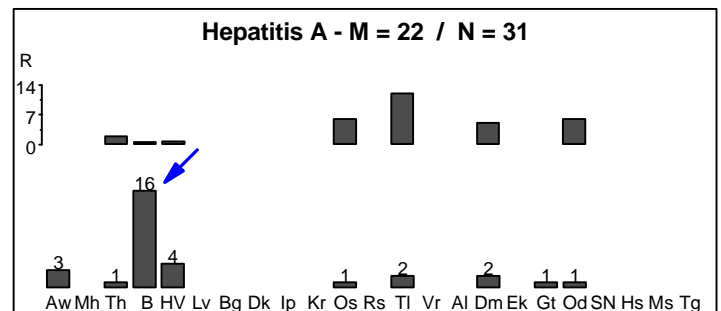 Hepatitis A - M = 22 / N = 31
R
14
7
0
16
3 1 4 1 2 2 1 1
Aw Mh Th B HV Lv Bg Dk Ip Kr Os Rs Tl Vr Al Dm Ek Gt Od SN Hs Ms Tg